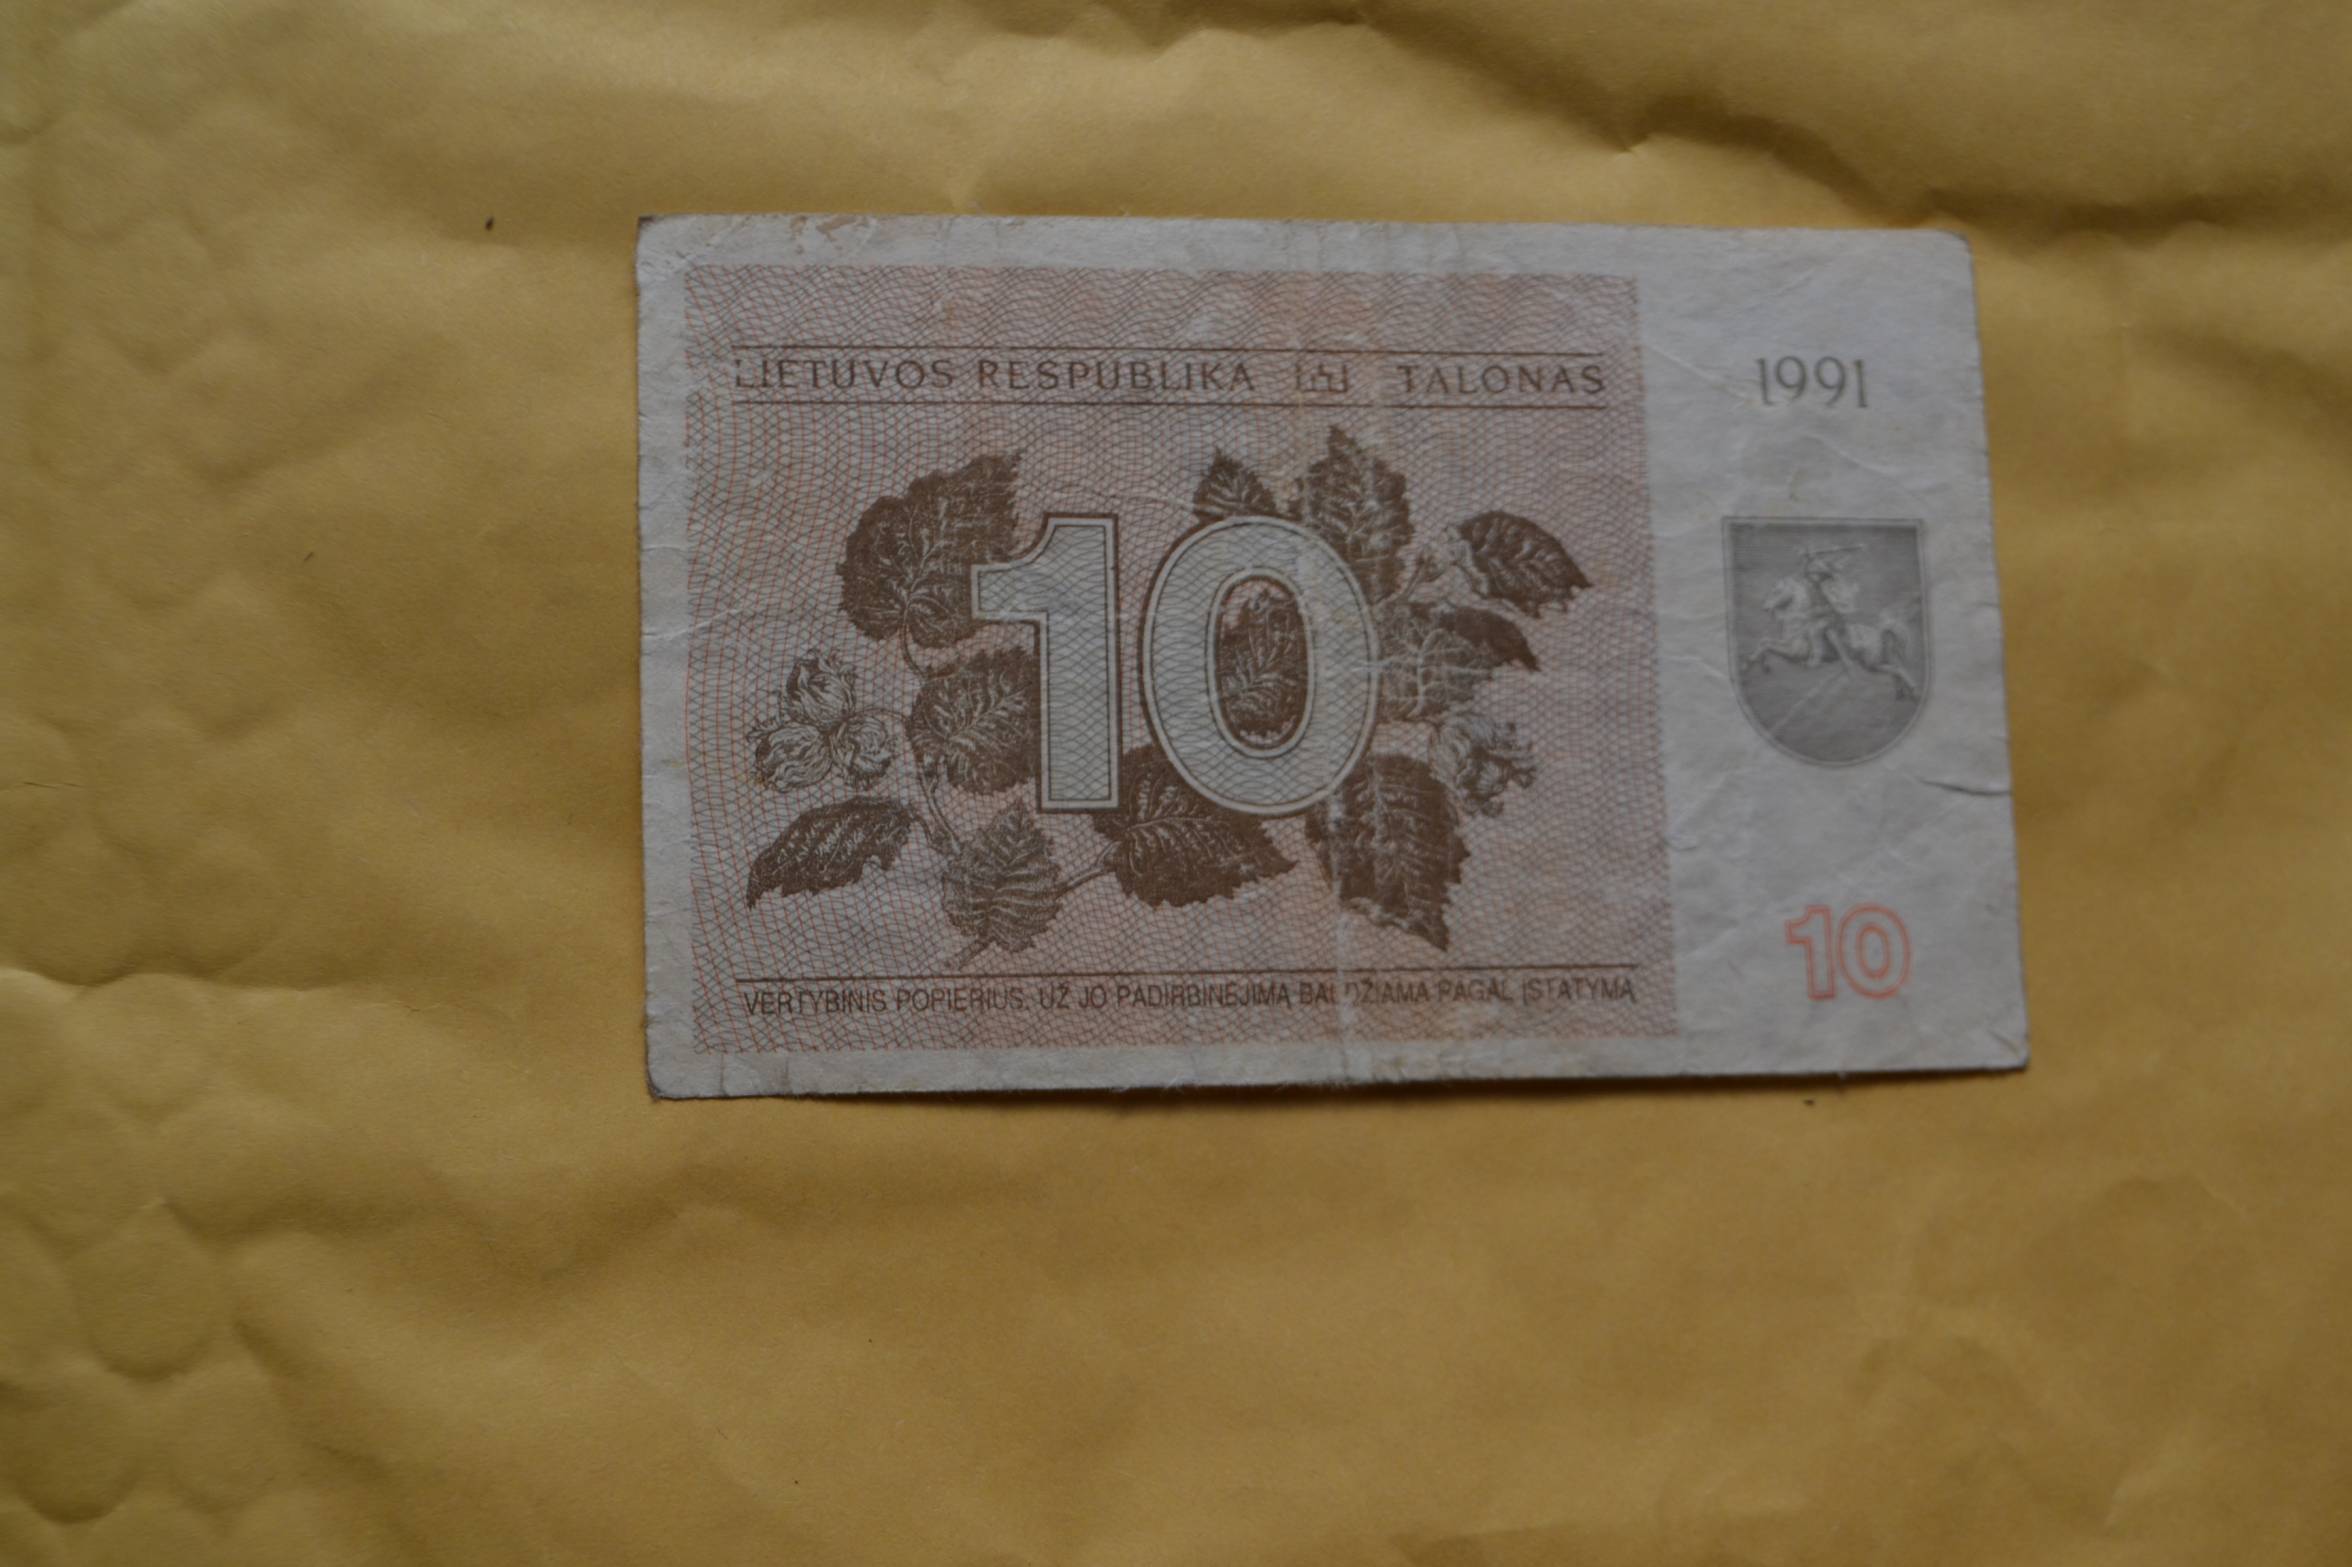 LIETUVOS RESPUBLIKA TALONAS
1991
10
VERTYBINIS POPIERIUS. UŽ JO PADIRBINĖJIMĄ BAUDŽIAMA PAGAL ĮSTATYMĄ
10